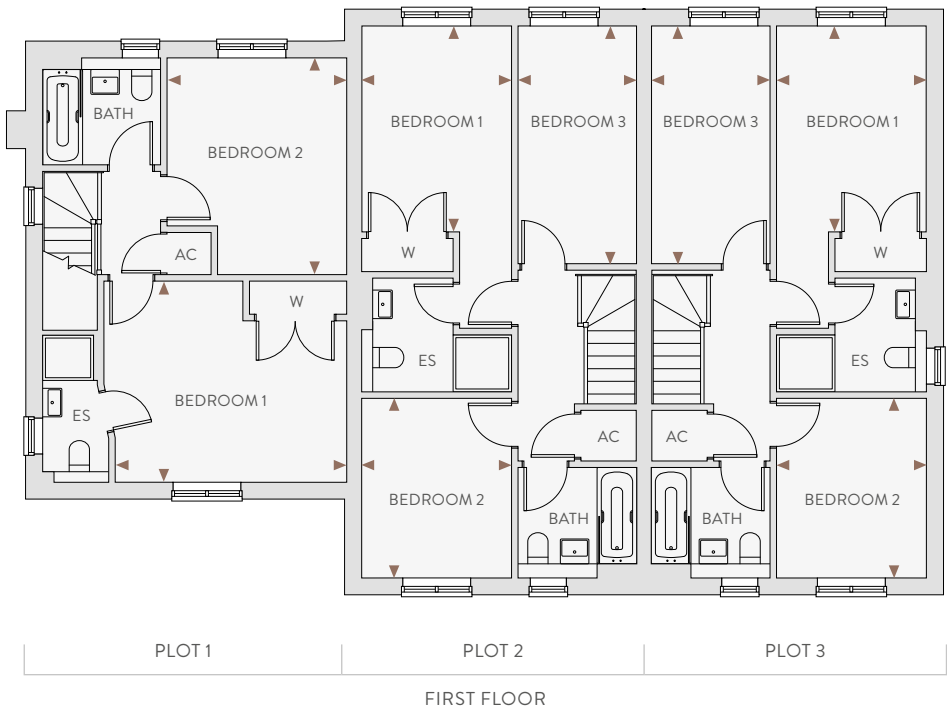 BATH
BEDROOM 2
AC
W
BEDROOM 1
ES
BEDROOM 1
BEDROOM 3
W
ES
AC
BEDROOM 2
BATH
BEDROOM 3
BEDROOM 1
W
ES
AC
BATH
BEDROOM 2
PLOT 1
PLOT 2
PLOT 3
FIRST FLOOR